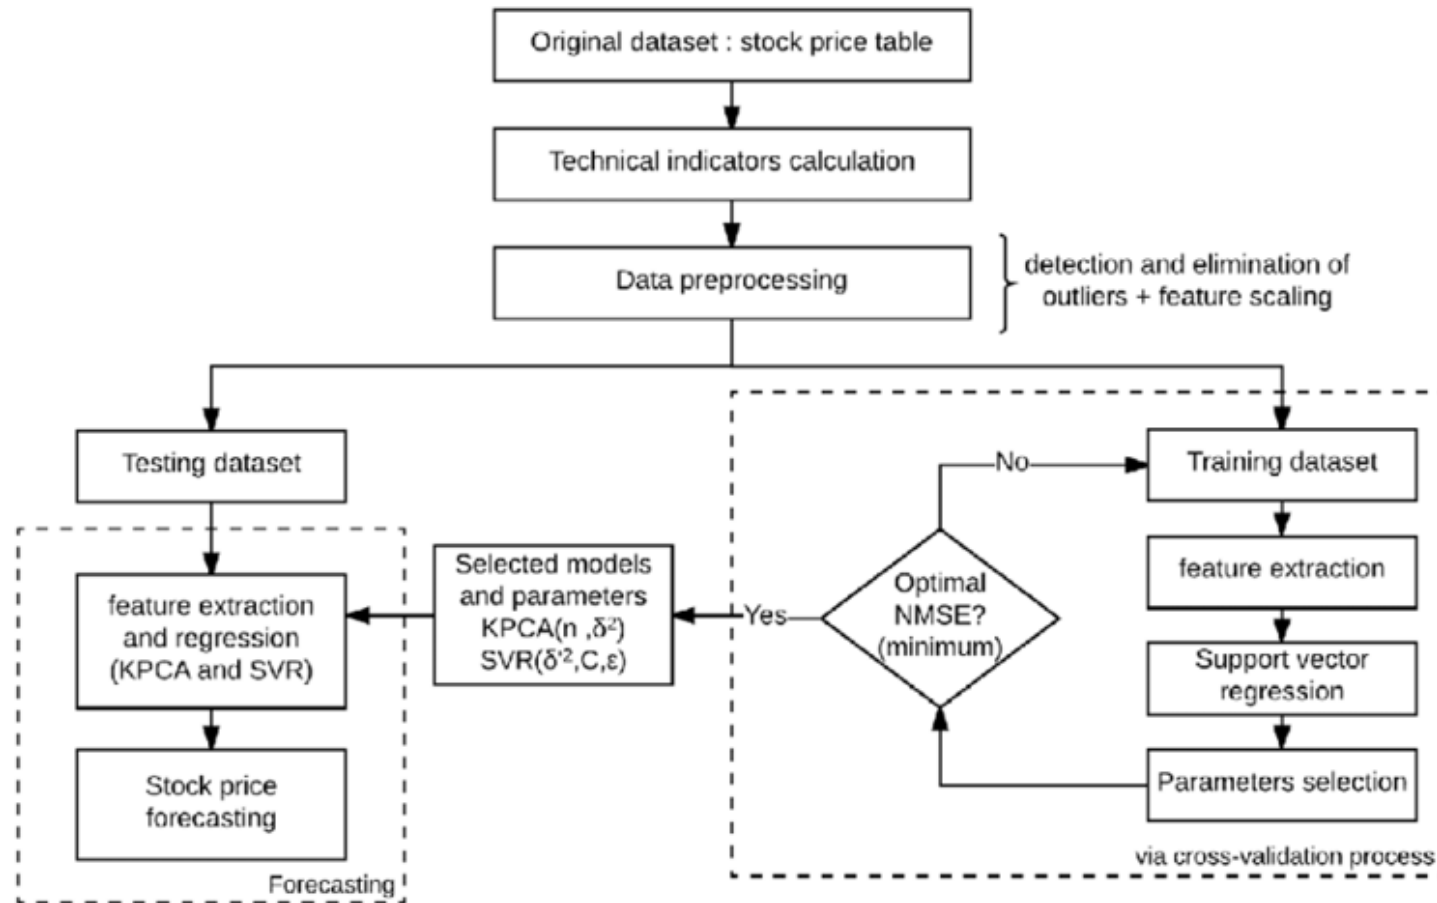 Original dataset : stock price table
Technical indicators calculation
Data preprocessing
detection and elimination of
outliers + feature scaling
Testing dataset
No
Training dataset
feature extraction
and regression
(KPCA and SVR)
Selected models
and parameters
KPCA(n ,δ²)
SVR(δ'²,C,ε)
Yes
Optimal
NMSE?
(minimum)
feature extraction
Support vector
regression
Parameters selection
Stock price
forecasting
Forecasting
via cross-validation process